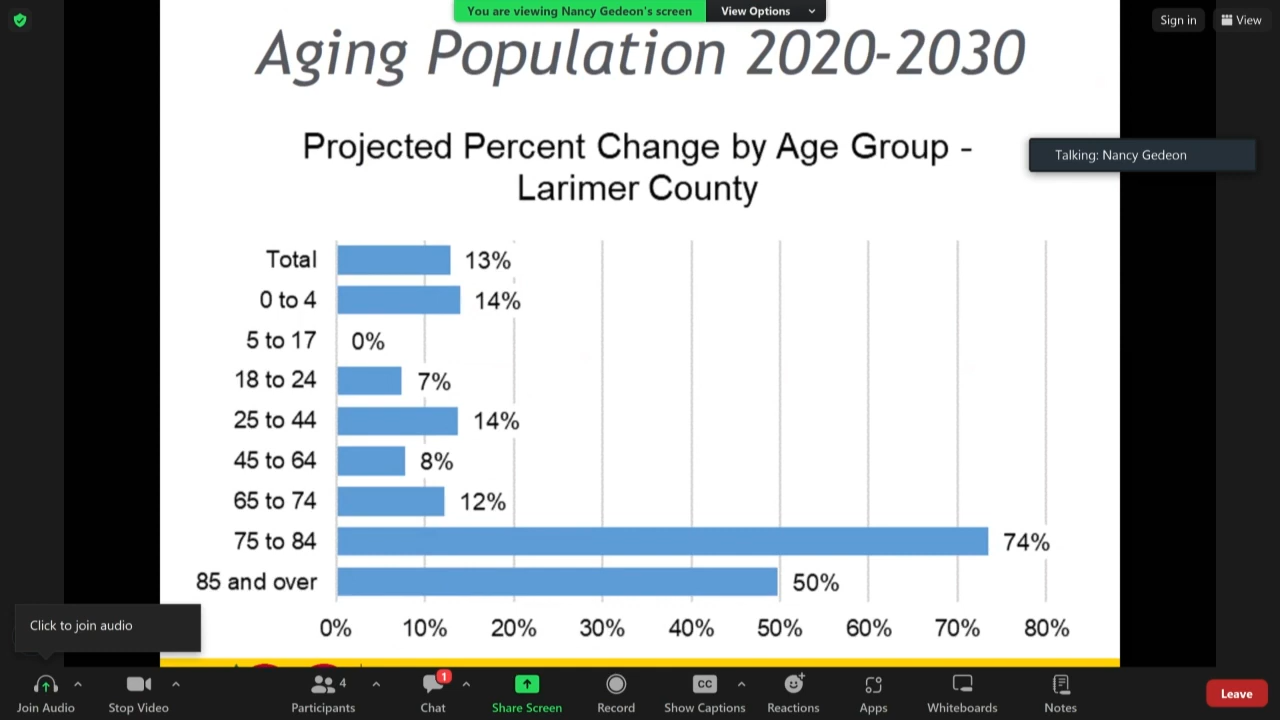 You are viewing Nancy Gedeon's screen
View Options
Sign in
View
Aging Population 2020-2030
Projected Percent Change by Age Group -
Larimer County
Talking: Nancy Gedeon
Total 13%
0 to 4 14%
5 to 17 0%
18 to 24 7%
25 to 44 14%
45 to 64 8%
65 to 74 12%
75 to 84 74%
85 and over 50%
0% 10% 20% 30% 40% 50% 60% 70% 80%
Click to join audio
Join Audio
Stop Video
4
Participants
1
Chat
Share Screen
Record
CC
Show Captions
Reactions
Apps
Whiteboards
Notes
Leave